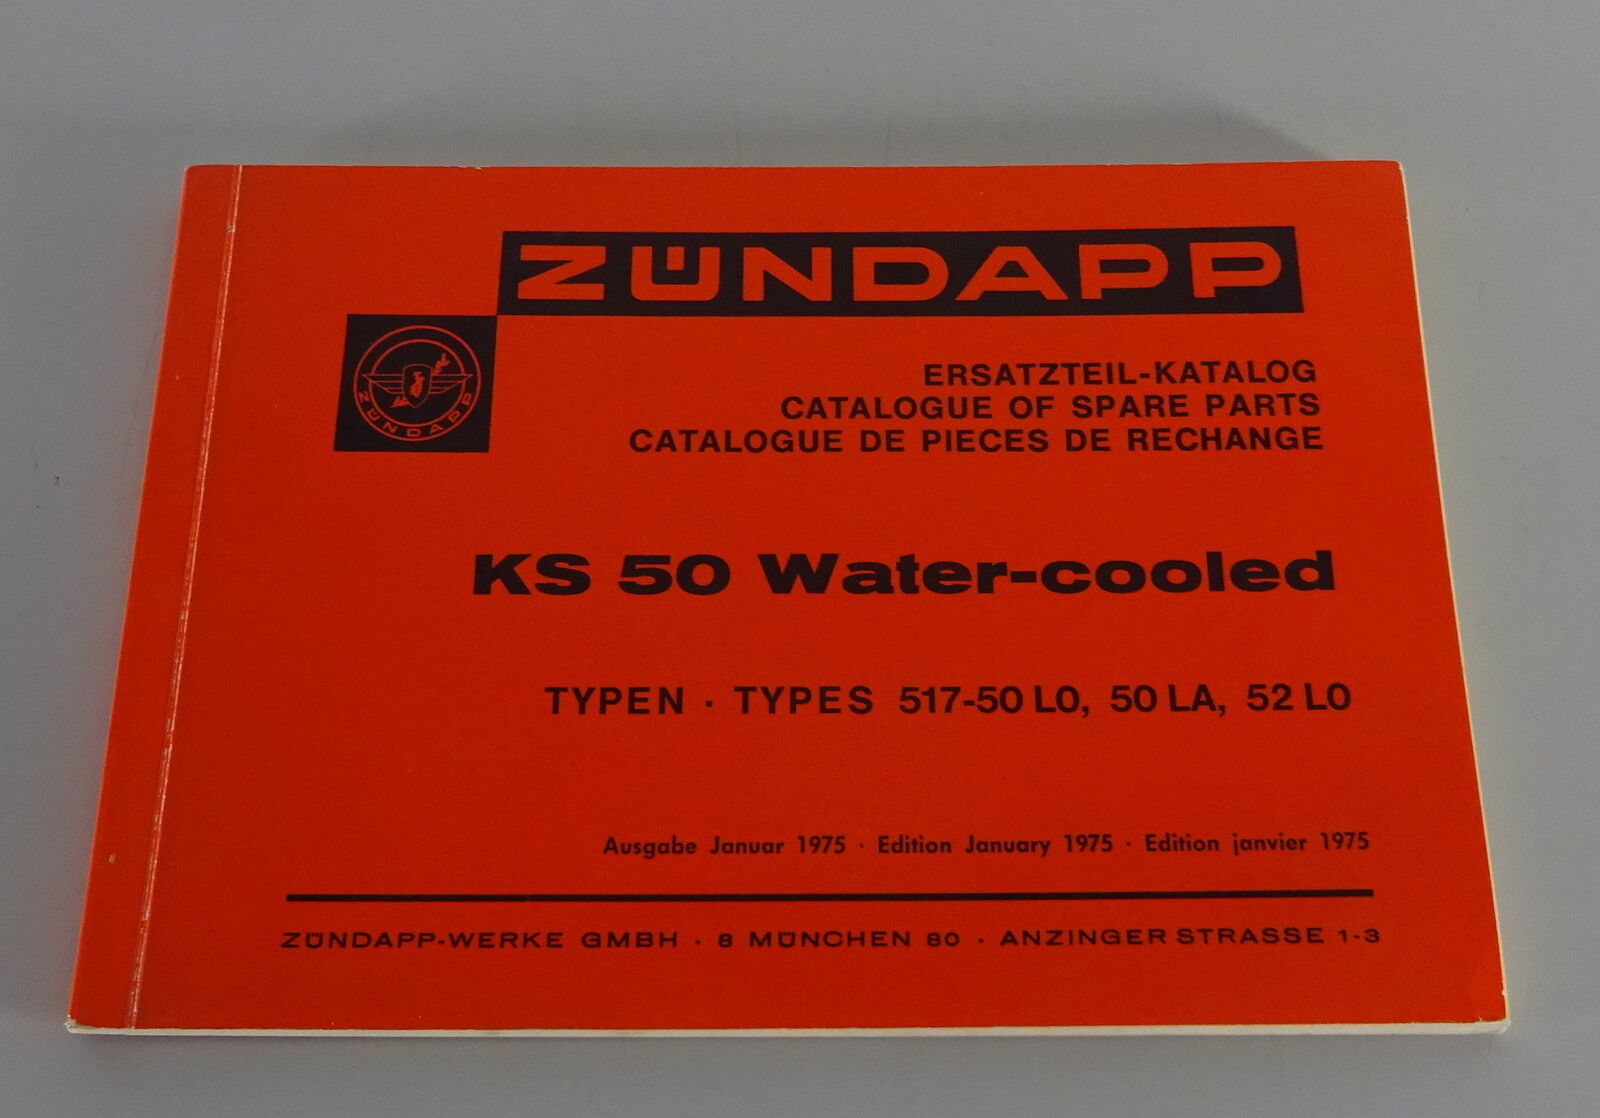 ZÜNDAPP
ZÜNDAPP
ERSATZTEIL-KATALOG
CATALOGUE OF SPARE PARTS
CATALOGUE DE PIECES DE RECHANGE
KS 50 Water-cooled
TYPEN · TYPES 517-50 LO, 50 LA, 52 LO
Ausgabe Januar 1975 · Edition January 1975 · Edition janvier 1975
ZÜNDAPP-WERKE GMBH · 8 MÜNCHEN 80 · ANZINGER STRASSE 1-3